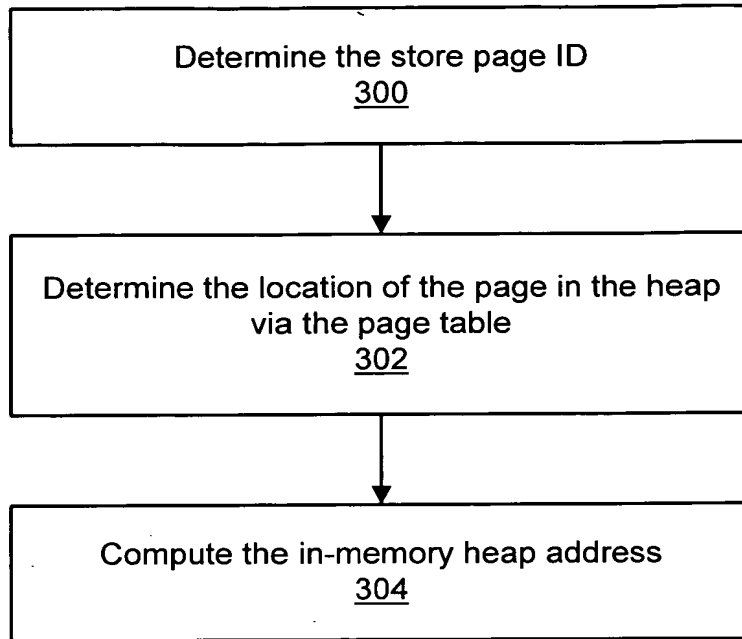 Determine the store page ID
300
Determine the location of the page in the heap
via the page table
302
Compute the in-memory heap address
304